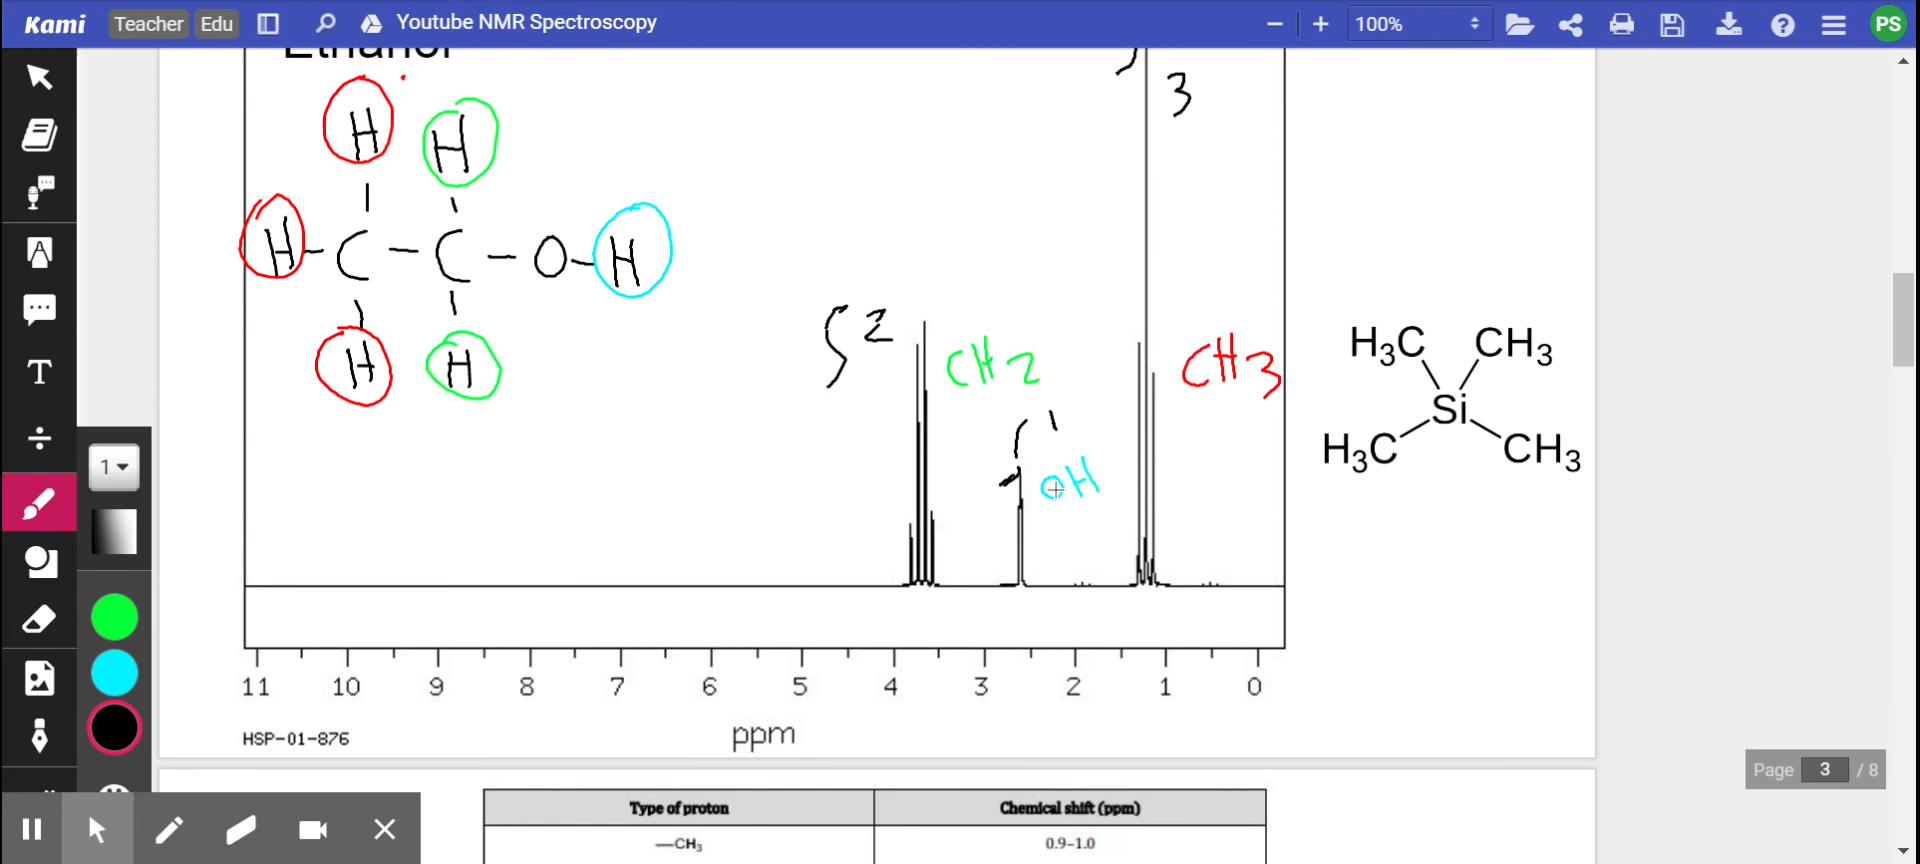 Kami Teacher Edu Youtube NMR Spectroscopy 100% PS
Ethanol
3
H H
H - C - C - O - H
H H
2
CH2
CH3
1
OH
H3C CH3
Si
H3C CH3
11 10 9 8 7 6 5 4 3 2 1 0
HSP-01-876
ppm
Page 3 / 8
Type of proton Chemical shift (ppm)
—CH3 0.9–1.0
A
T
1